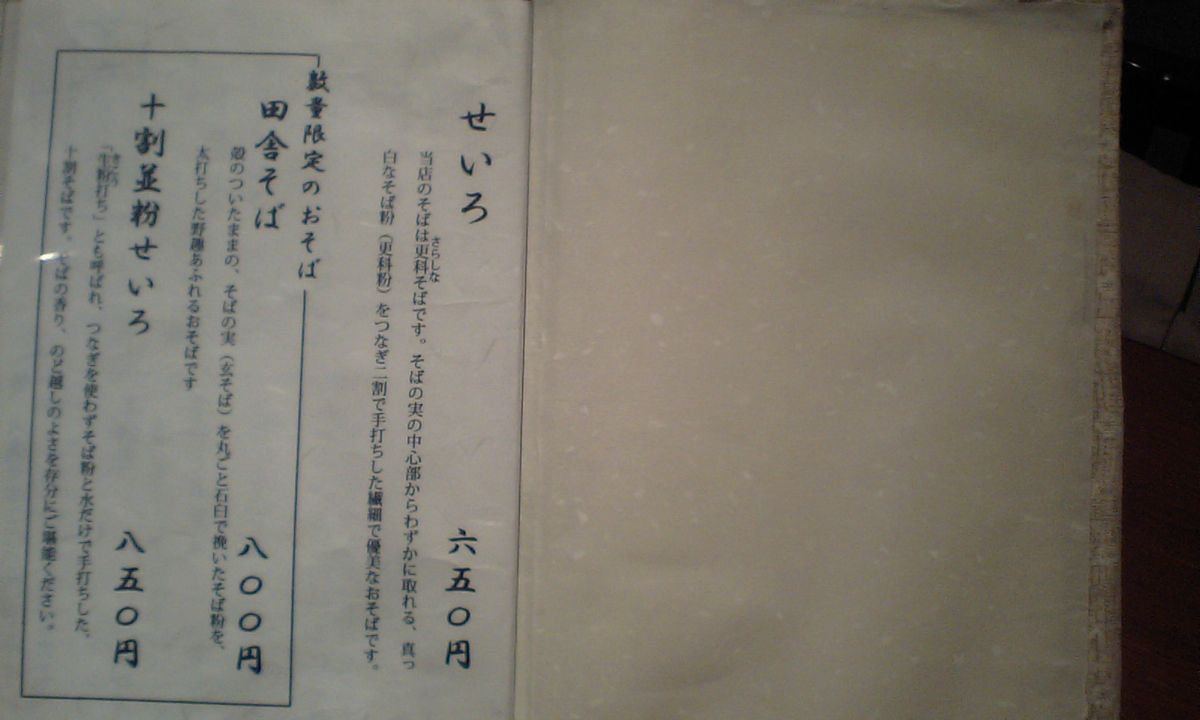 せいろ
六五〇円
当店のそばは更科そばです。そばの実の中心部からわずかに取れる、真っ
さらしな
白なそば粉（更科粉）をつなぎ二割で手打ちした繊細で優美なおそばです。
数量限定のおそば
田舎そば
八〇〇円
殻のついたままの、そばの実（玄そば）を丸ごと石臼で挽いたそば粉を、
太打ちした野趣あふれるおそばです
十割並粉せいろ
八五〇円
「生粉打ち」とも呼ばれ、つなぎを使わずそば粉と水だけで手打ちした、
十割そばです。そばの香り、のど越しのよさを存分にご堪能ください。